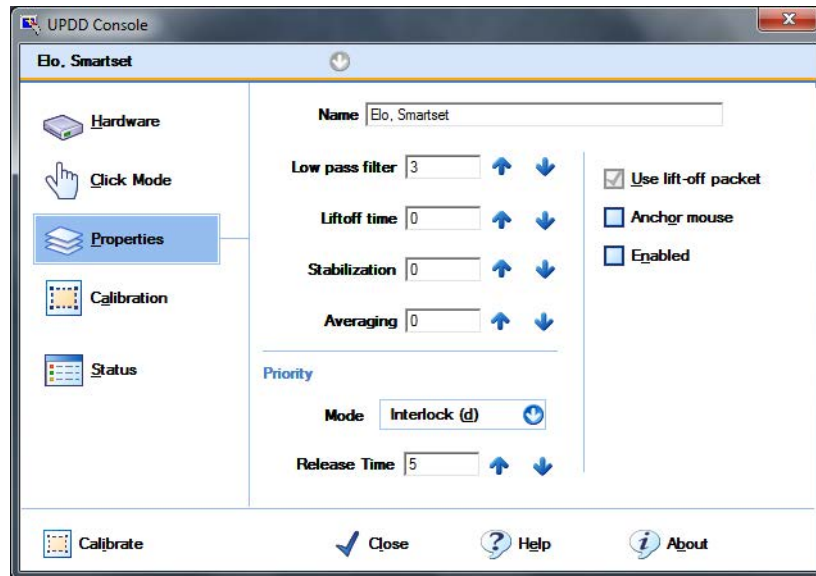 UPDD Console
x
Elo, Smartset
Hardware
Click Mode
Properties
Calibration
Status
Name Elo, Smartset
Low pass filter 3
Liftoff time 0
Stabilization 0
Averaging 0
Use lift-off packet
Anchor mouse
Enabled
Priority
Mode Interlock (d)
Release Time 5
Calibrate
Close
? Help
i About